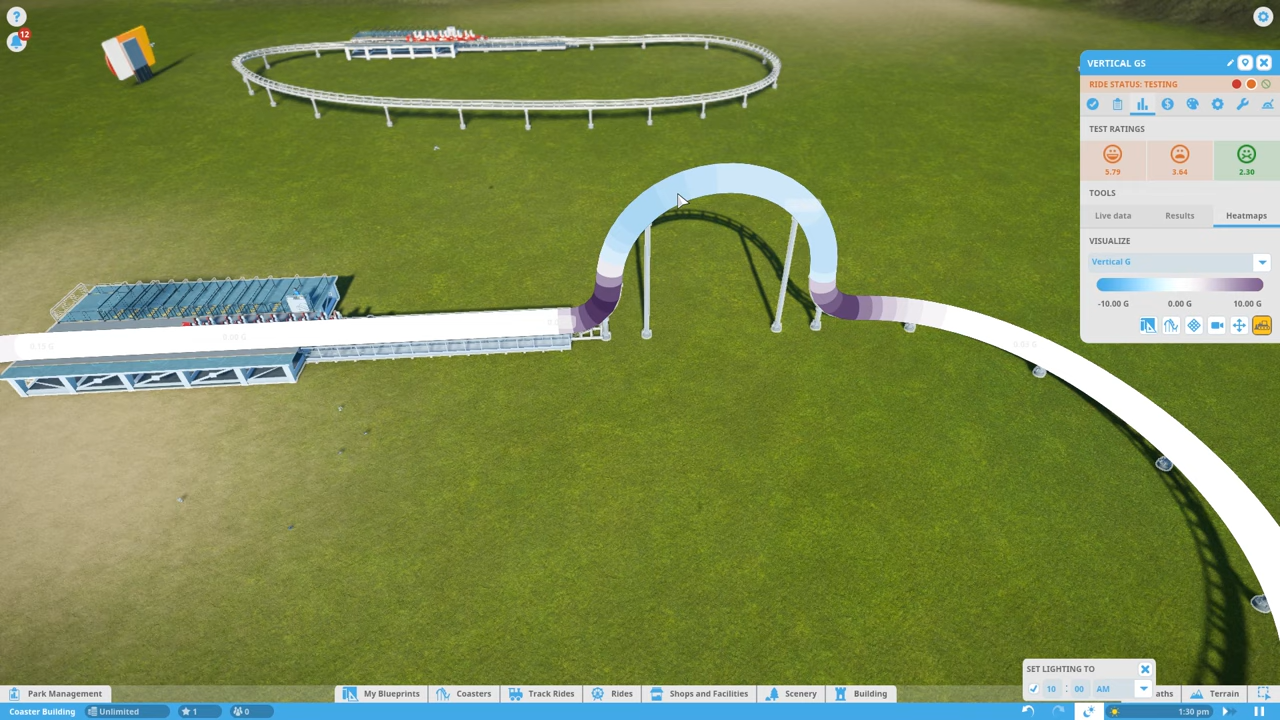 ?
12
VERTICAL GS
RIDE STATUS: TESTING
TEST RATINGS
5.79 3.64 2.30
TOOLS
Live data Results Heatmaps
VISUALIZE
Vertical G
-10.00 G 0.00 G 10.00 G
SET LIGHTING TO
10 : 00 AM
Park Management My Blueprints Coasters Track Rides Rides Shops and Facilities Scenery Building aths Terrain
Coaster Building Unlimited 1 0 1:30 pm